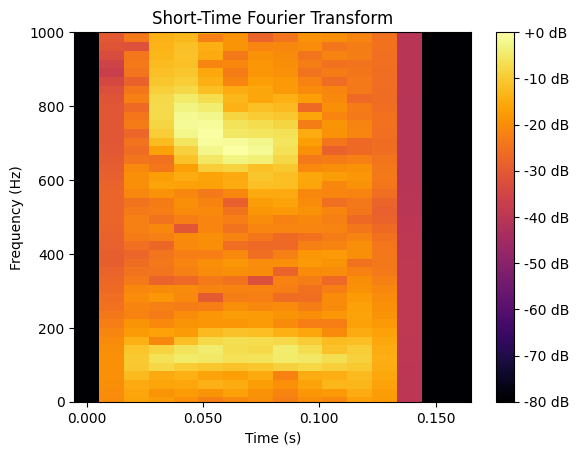 Short-Time Fourier Transform
1000
800
600
400
200
0
Frequency (Hz)
0.000
0.050
0.100
0.150
Time (s)
+0 dB
-10 dB
-20 dB
-30 dB
-40 dB
-50 dB
-60 dB
-70 dB
-80 dB